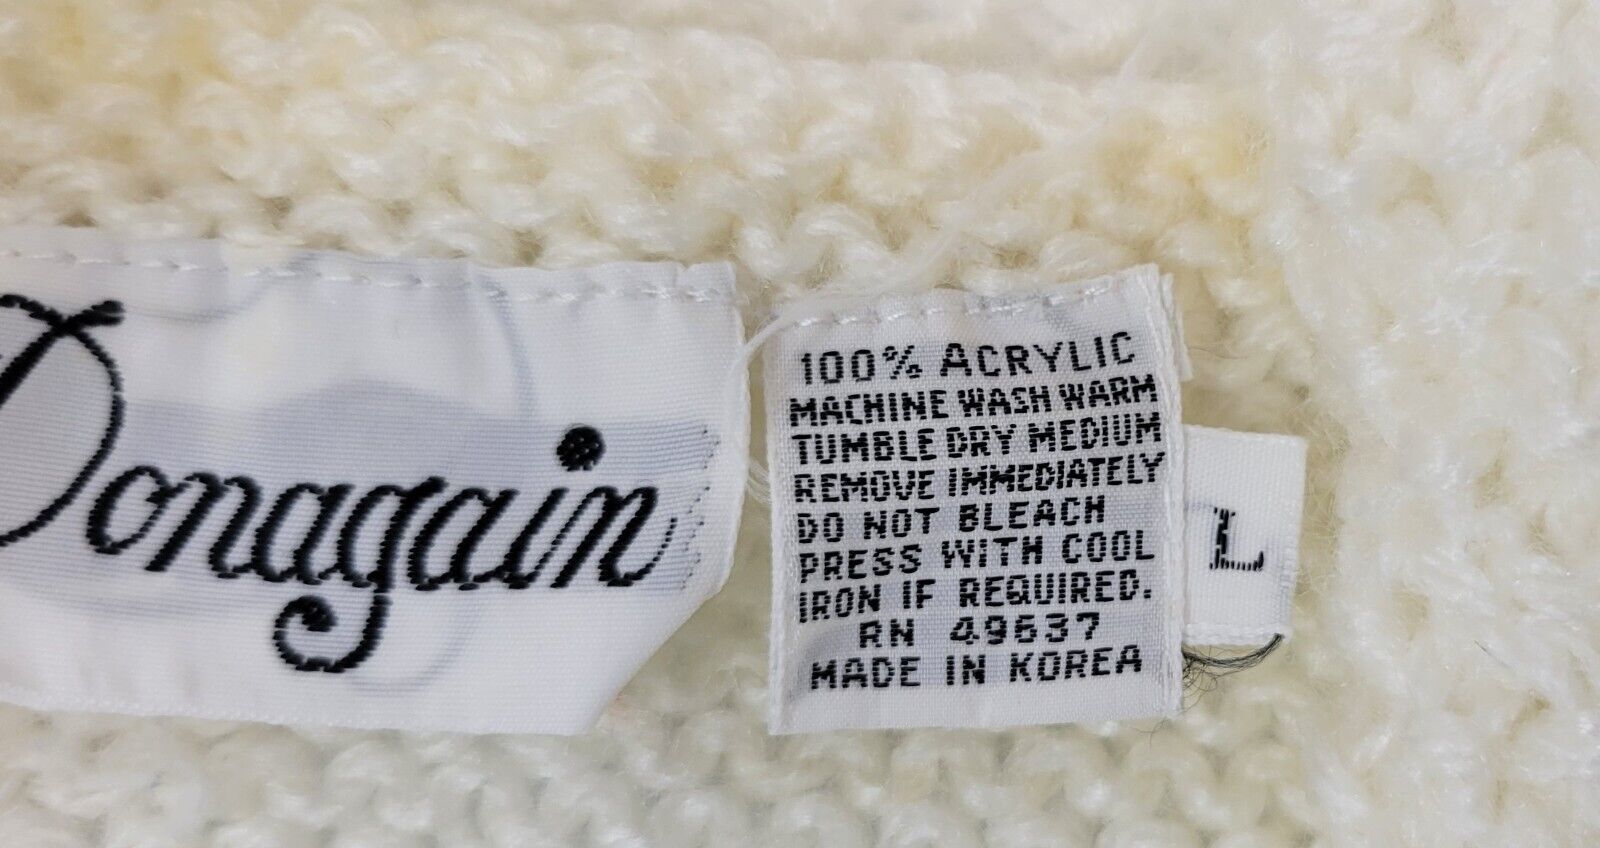 Donagain
100% ACRYLIC
MACHINE WASH WARM
TUMBLE DRY MEDIUM
REMOVE IMMEDIATELY
DO NOT BLEACH
PRESS WITH COOL
IRON IF REQUIRED.
RN 49637
MADE IN KOREA
L